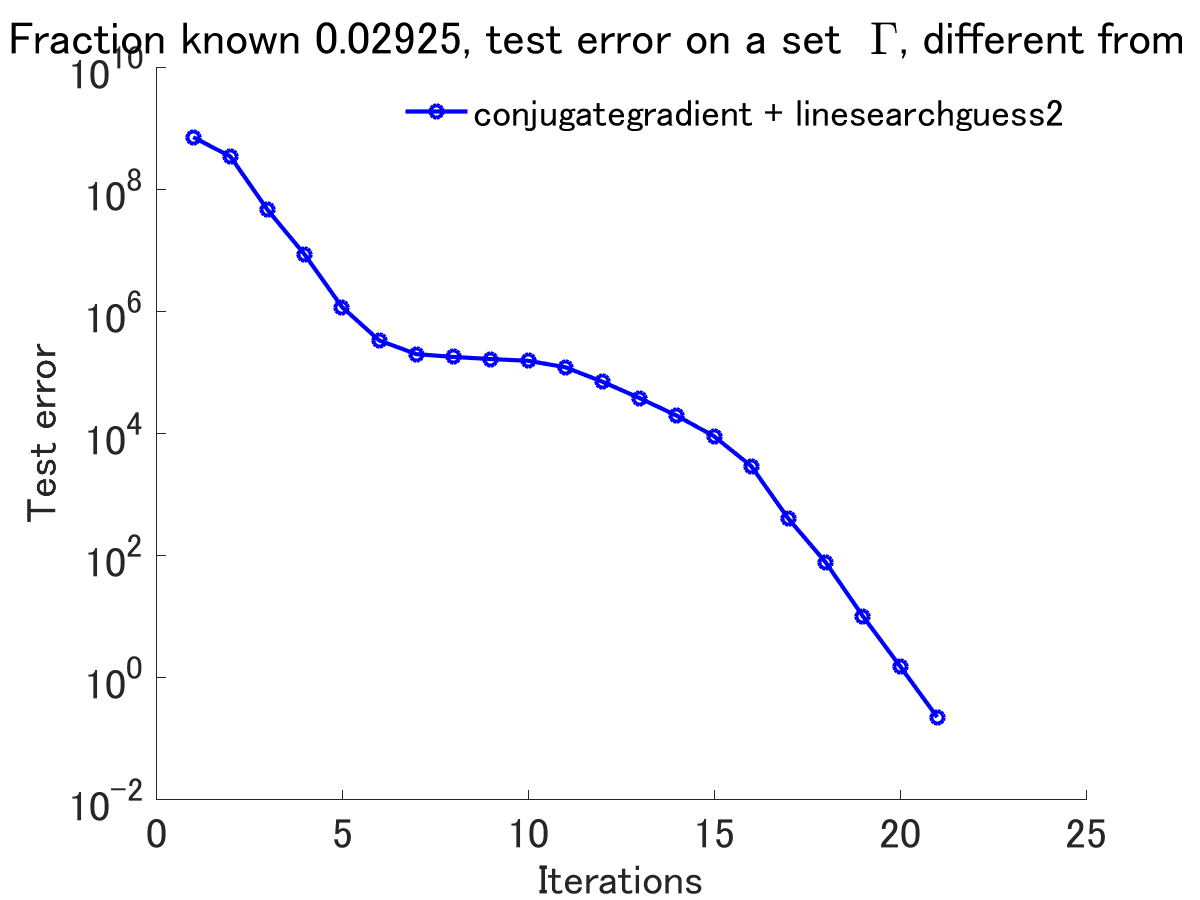 Fraction known 0.02925, test error on a set Γ, different from
conjugategradient + linesearchguess2
10^10
10^8
10^6
10^4
10^2
10^0
10^-2
Test error
0 5 10 15 20 25
Iterations